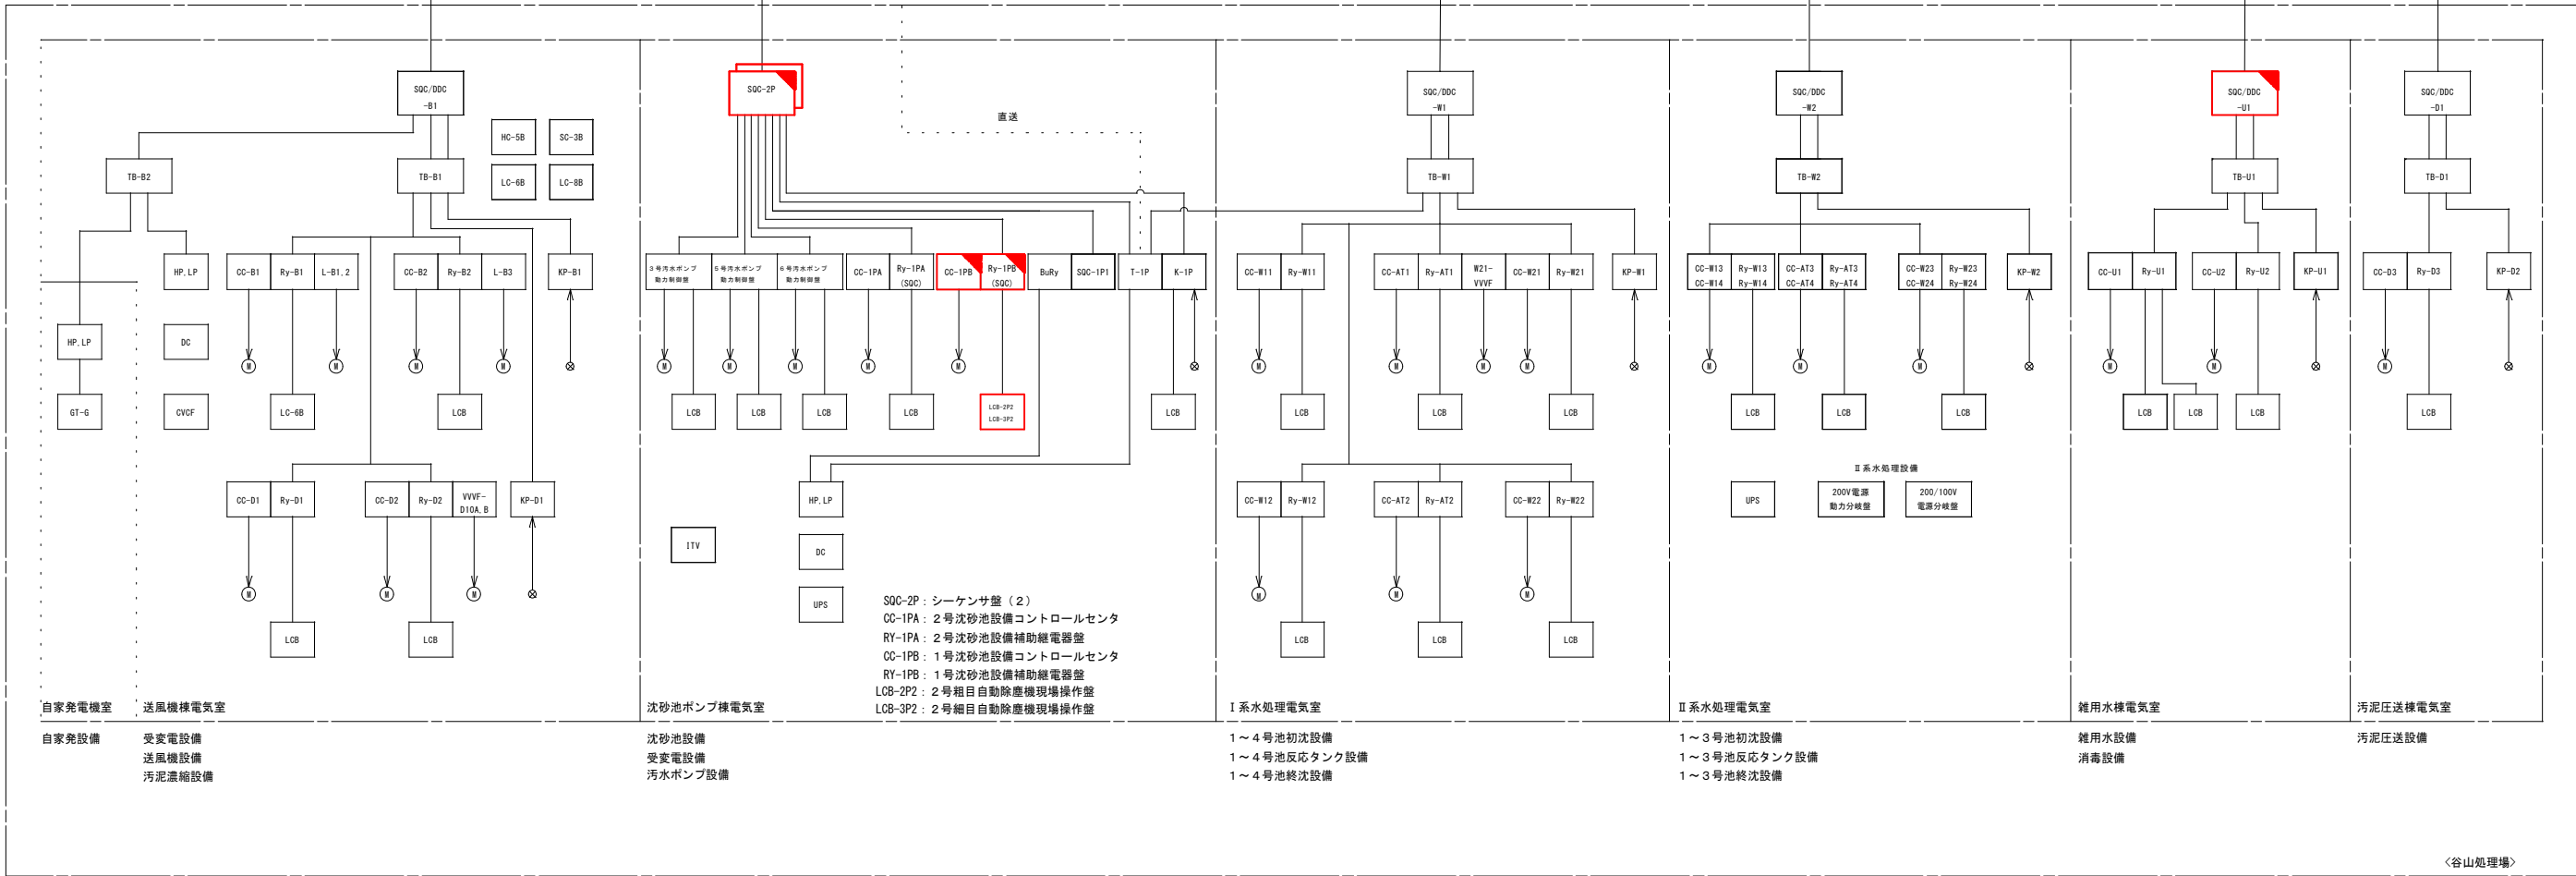 SQC/DDC
-B1
HC-5B
SC-3B
LC-6B
LC-8B
TB-B2
TB-B1
HP,LP
CC-B1
Ry-B1
L-B1,2
CC-B2
Ry-B2
L-B3
KP-B1
HP,LP
DC
M
M
M
M
GT-G
CVCF
LC-6B
LCB
CC-D1
Ry-D1
CC-D2
Ry-D2
VVVF-
D10A,B
KP-D1
M
M
M
LCB
LCB
自家発電機室
送風機棟電気室
自家発設備
受変電設備
送風機設備
汚泥濃縮設備
SQC-2P
直送
3号汚水ポンプ
動力制御盤
5号汚水ポンプ
動力制御盤
6号汚水ポンプ
動力制御盤
CC-1PA
Ry-1PA
(SQC)
CC-1PB
Ry-1PB
(SQC)
BuRy
SQC-1P1
T-1P
K-1P
M
M
M
M
M
LCB
LCB
LCB
LCB
LCB-2P2
LCB-3P2
LCB
HP,LP
ITV
DC
UPS
SQC-2P：シーケンサ盤（2）
CC-1PA：2号沈砂池設備コントロールセンタ
RY-1PA：2号沈砂池設備補助継電器盤
CC-1PB：1号沈砂池設備コントロールセンタ
RY-1PB：1号沈砂池設備補助継電器盤
LCB-2P2：2号粗目自動除塵機現場操作盤
LCB-3P2：2号細目自動除塵機現場操作盤
沈砂池ポンプ棟電気室
沈砂池設備
受変電設備
汚水ポンプ設備
SQC/DDC
-W1
TB-W1
CC-W11
Ry-W11
CC-AT1
Ry-AT1
W21-
VVVF
CC-W21
Ry-W21
KP-W1
M
M
M
M
LCB
LCB
LCB
CC-W12
Ry-W12
CC-AT2
Ry-AT2
CC-W22
Ry-W22
M
M
M
LCB
LCB
LCB
Ⅰ系水処理電気室
1～4号池初沈設備
1～4号池反応タンク設備
1～4号池終沈設備
SQC/DDC
-W2
TB-W2
CC-W13
CC-W14
Ry-W13
Ry-W14
CC-AT3
CC-AT4
Ry-AT3
Ry-AT4
CC-W23
CC-W24
Ry-W23
Ry-W24
KP-W2
M
M
M
LCB
LCB
LCB
Ⅱ系水処理設備
UPS
200V電源
動力分岐盤
200/100V
電源分岐盤
Ⅱ系水処理電気室
1～3号池初沈設備
1～3号池反応タンク設備
1～3号池終沈設備
SQC/DDC
-U1
TB-U1
CC-U1
Ry-U1
CC-U2
Ry-U2
KP-U1
M
M
LCB
LCB
LCB
雑用水棟電気室
雑用水設備
消毒設備
SQC/DDC
-D1
TB-D1
CC-D3
Ry-D3
KP-D2
M
LCB
汚泥圧送棟電気室
汚泥圧送設備
〈谷山処理場〉